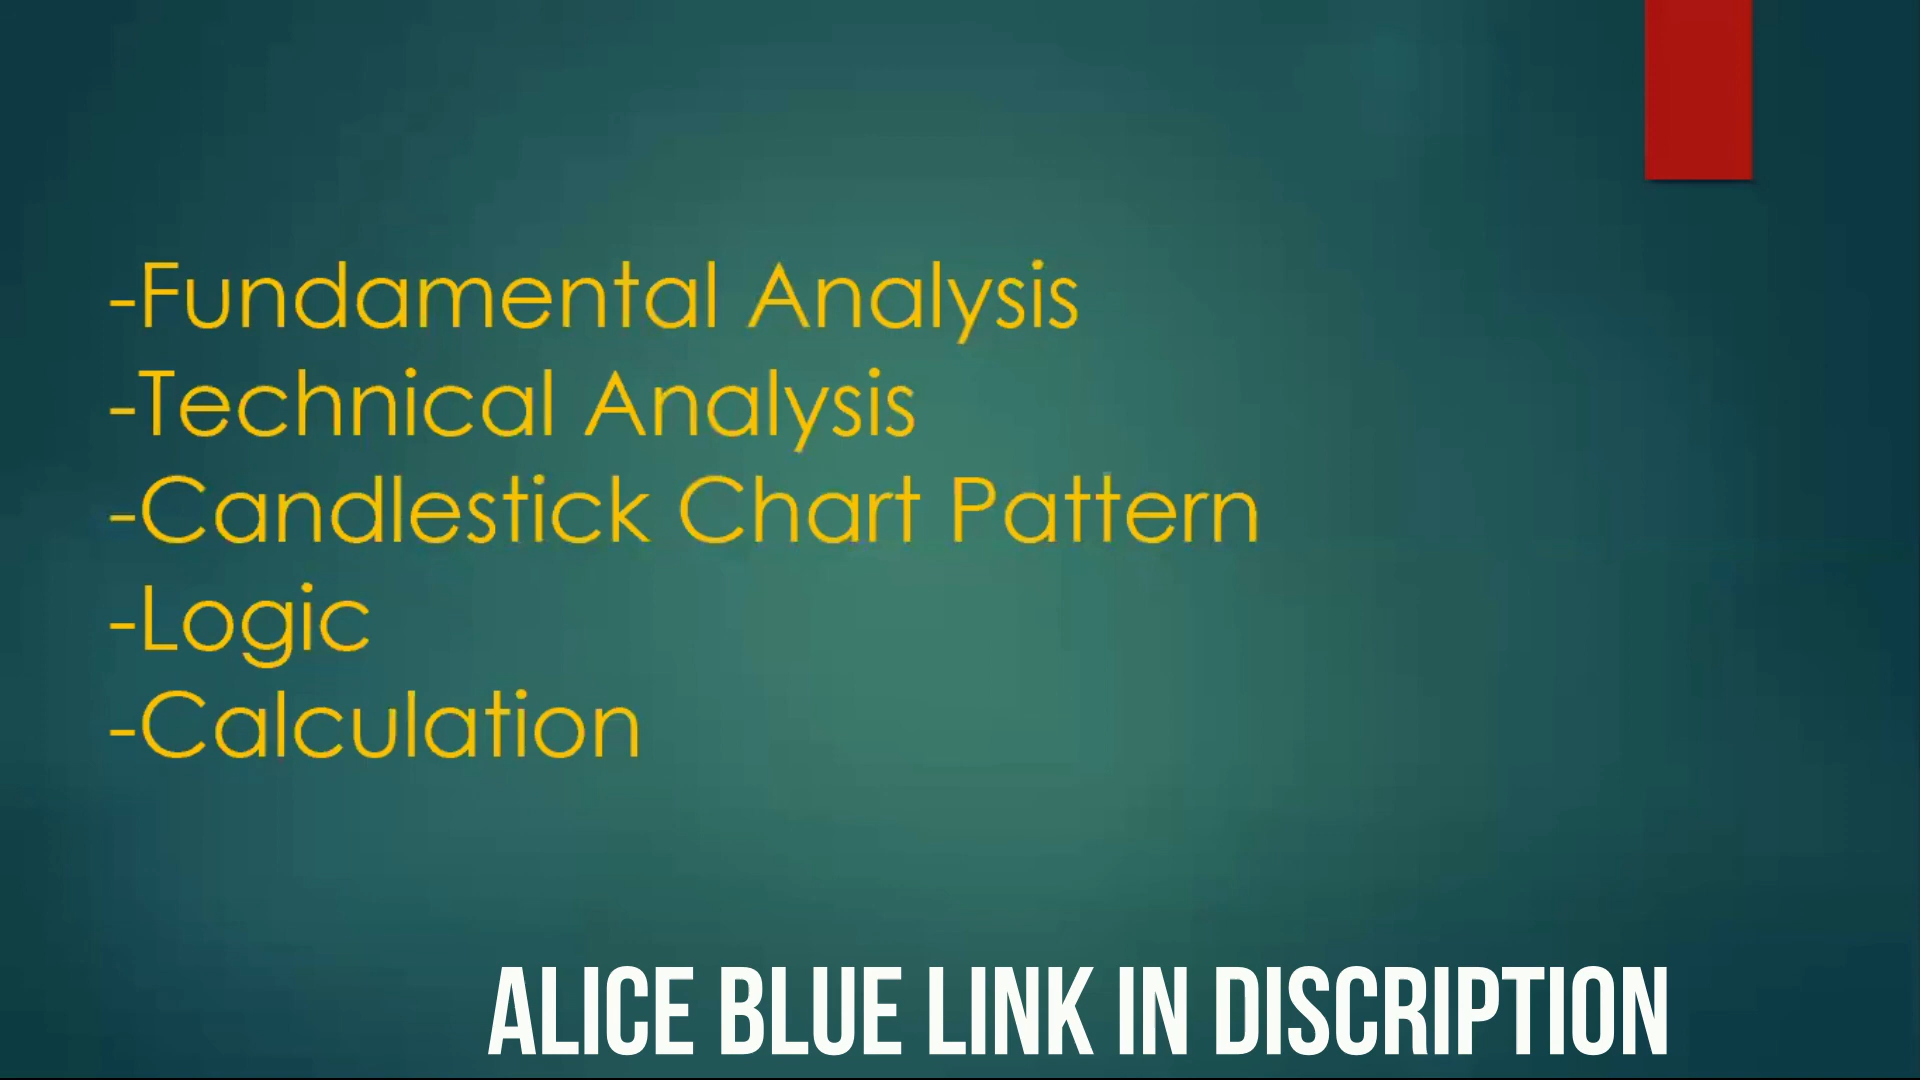 -Fundamental Analysis
-Technical Analysis
-Candlestick Chart Pattern
-Logic
-Calculation
ALICE BLUE LINK IN DISCRIPTION